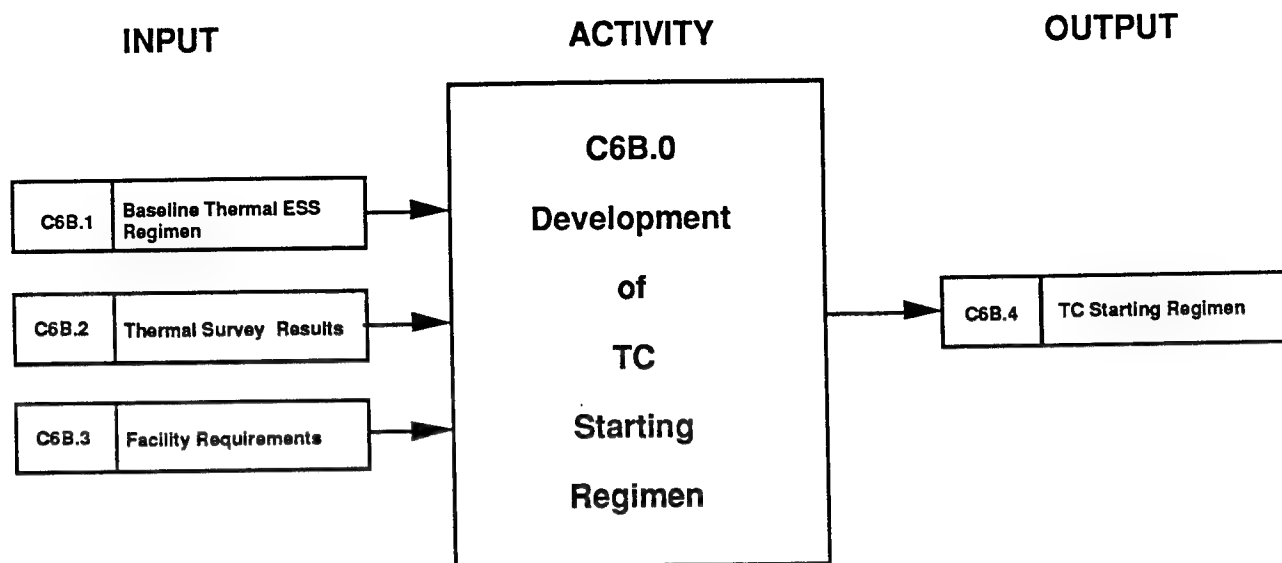 INPUT
ACTIVITY
OUTPUT
C6B.1
Baseline Thermal ESS
Regimen
C6B.2
Thermal Survey Results
C6B.3
Facility Requirements
C6B.0
Development
of
TC
Starting
Regimen
C6B.4
TC Starting Regimen